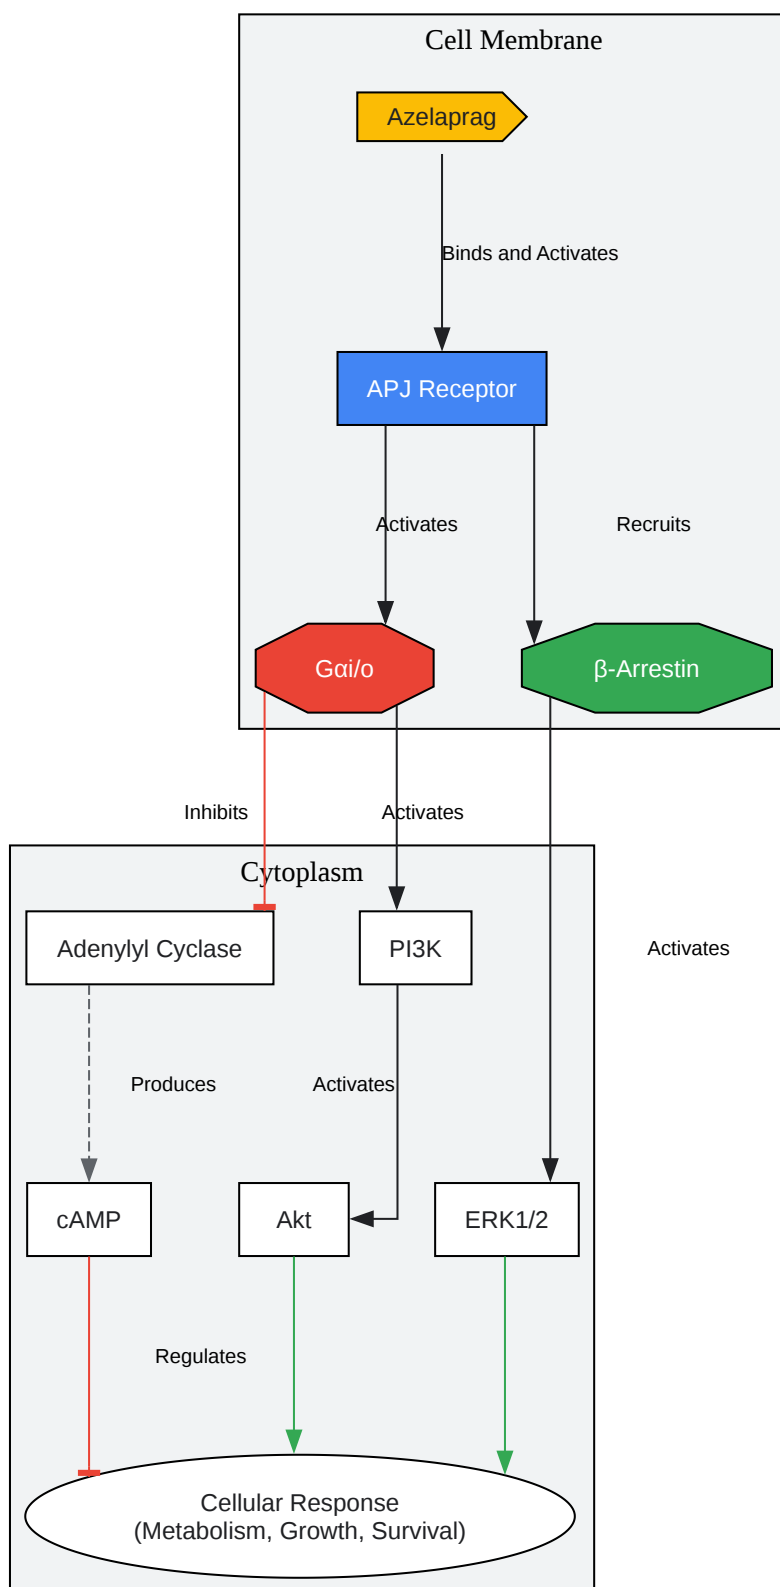 Cell Membrane
Azelaprag
Binds and Activates
APJ Receptor
Activates
Recruits
Gαi/o
β-Arrestin
Inhibits
Activates
Cytoplasm
Adenylyl Cyclase
PI3K
Activates
Produces
Activates
cAMP
Akt
ERK1/2
Regulates
Cellular Response
(Metabolism, Growth, Survival)